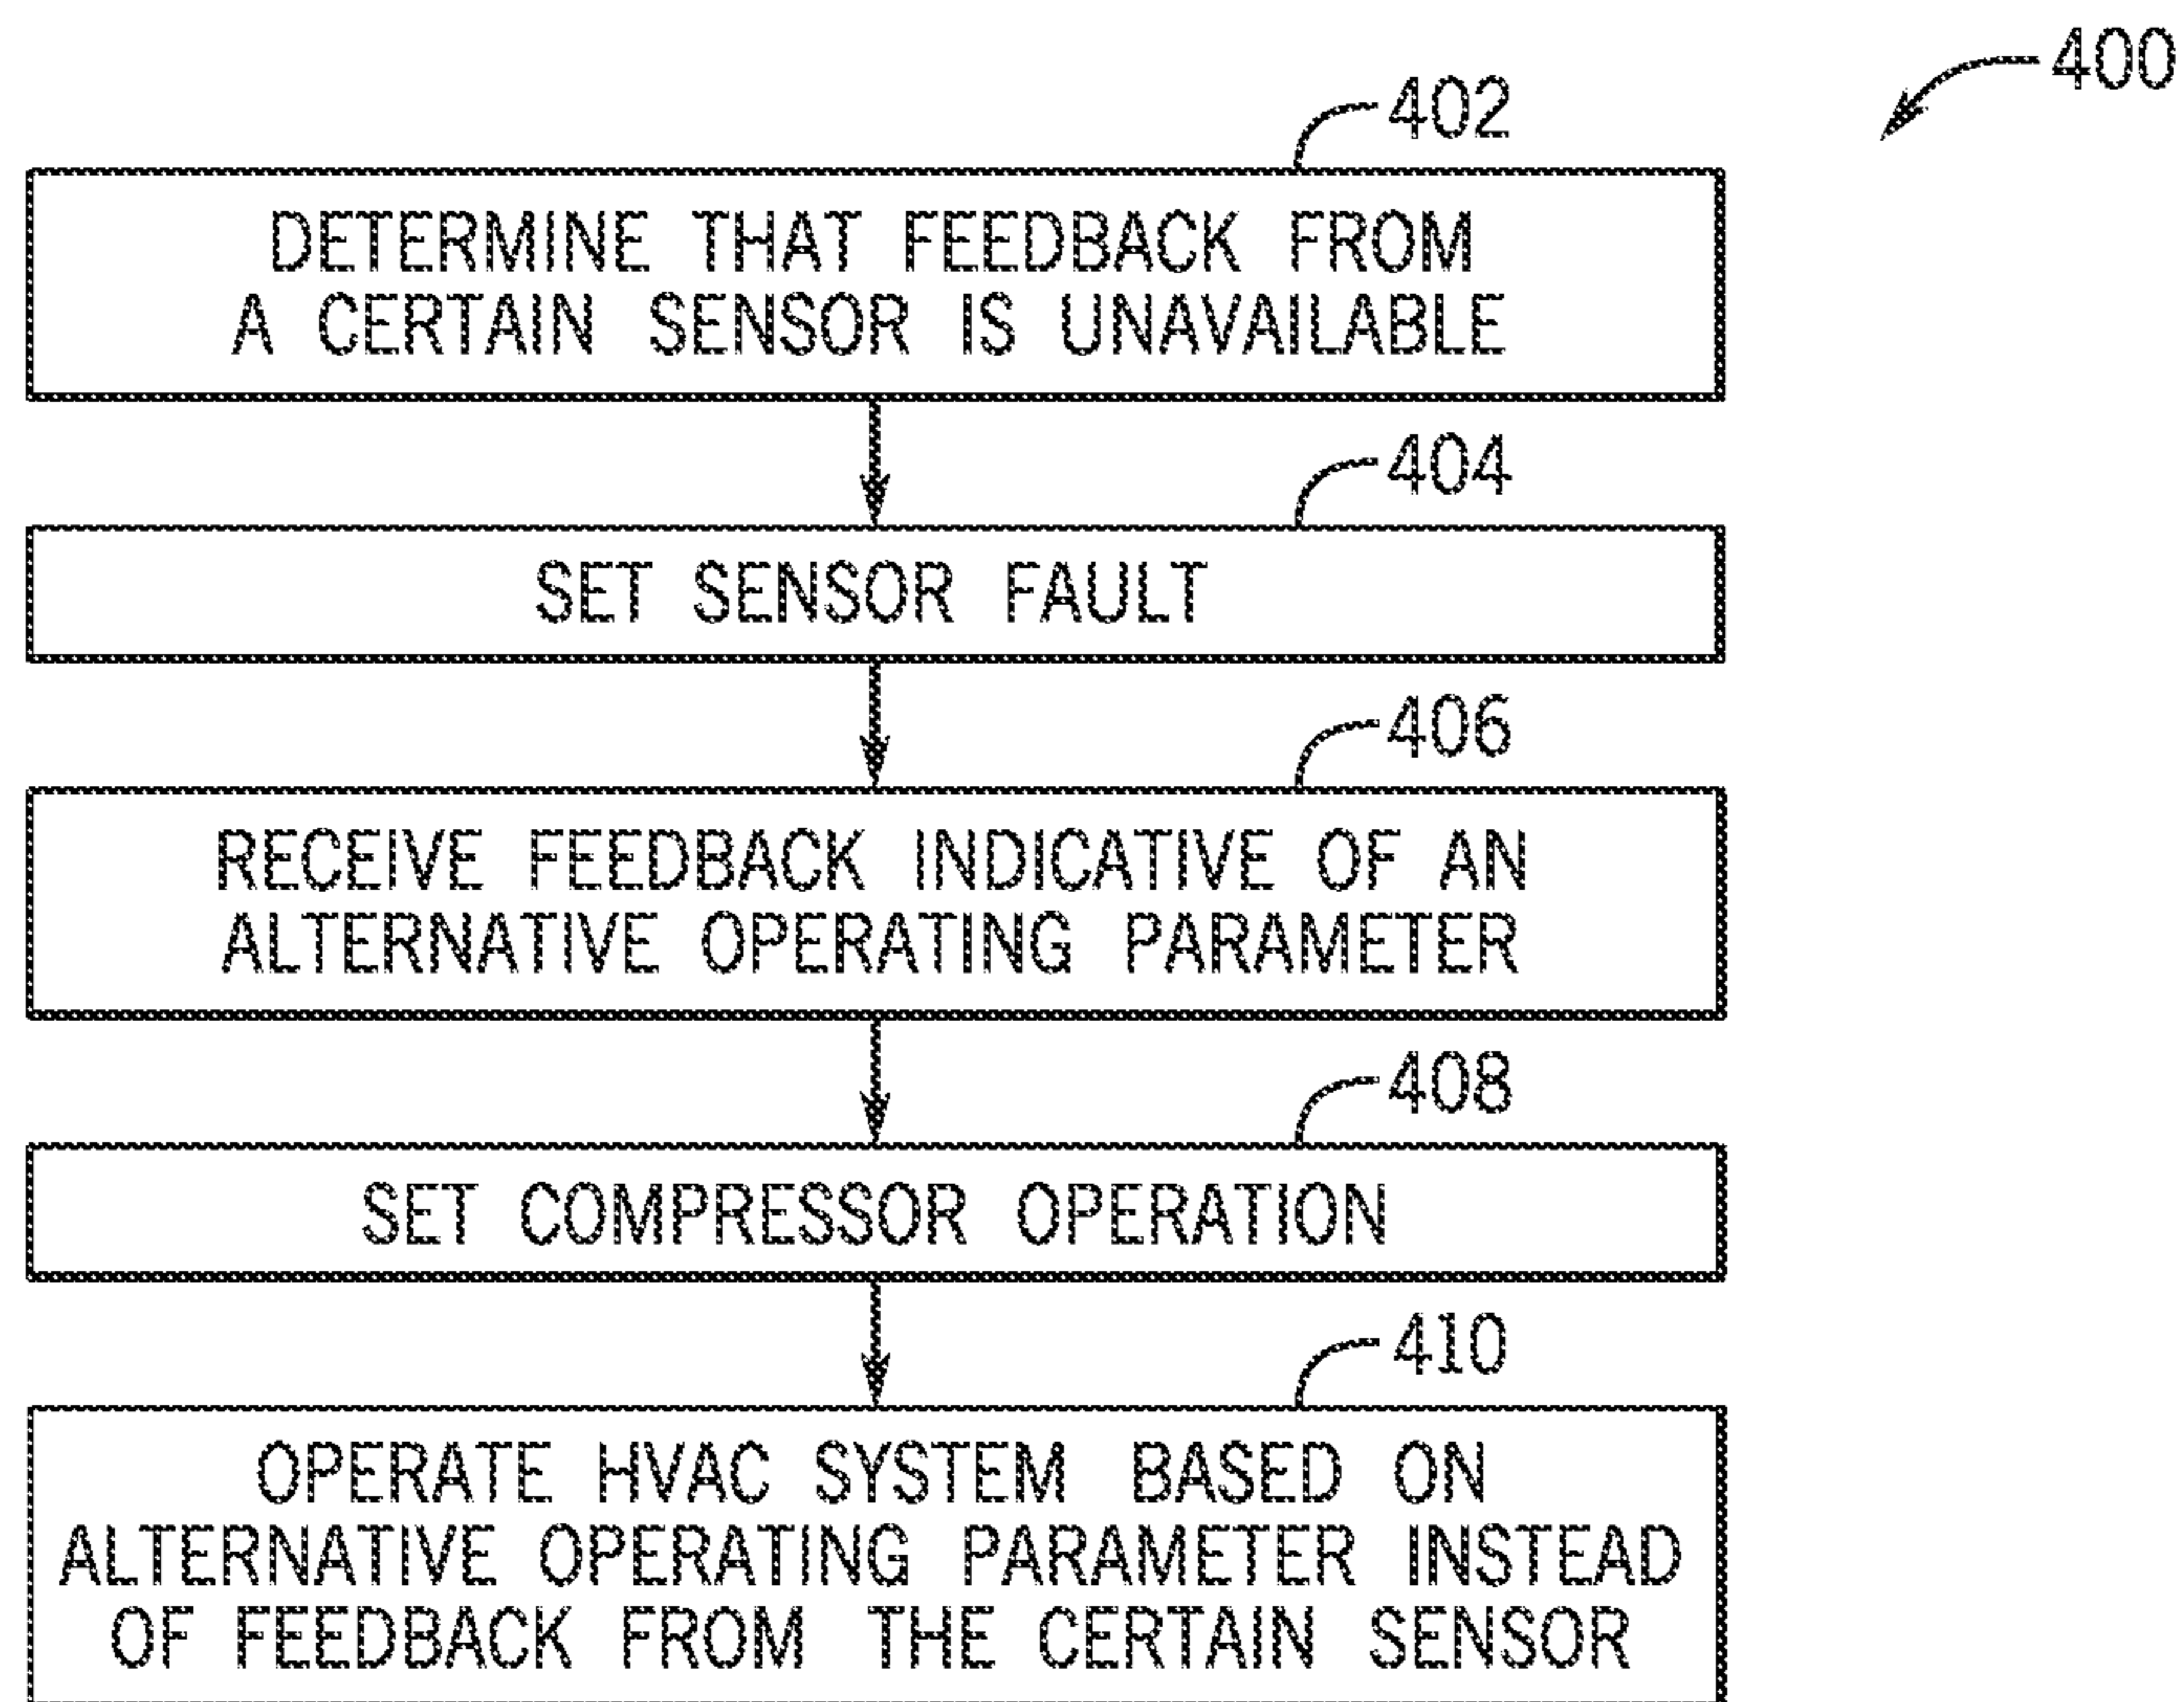 400
402
DETERMINE THAT FEEDBACK FROM
A CERTAIN SENSOR IS UNAVAILABLE
404
SET SENSOR FAULT
406
RECEIVE FEEDBACK INDICATIVE OF AN
ALTERNATIVE OPERATING PARAMETER
408
SET COMPRESSOR OPERATION
410
OPERATE HVAC SYSTEM BASED ON
ALTERNATIVE OPERATING PARAMETER INSTEAD
OF FEEDBACK FROM THE CERTAIN SENSOR